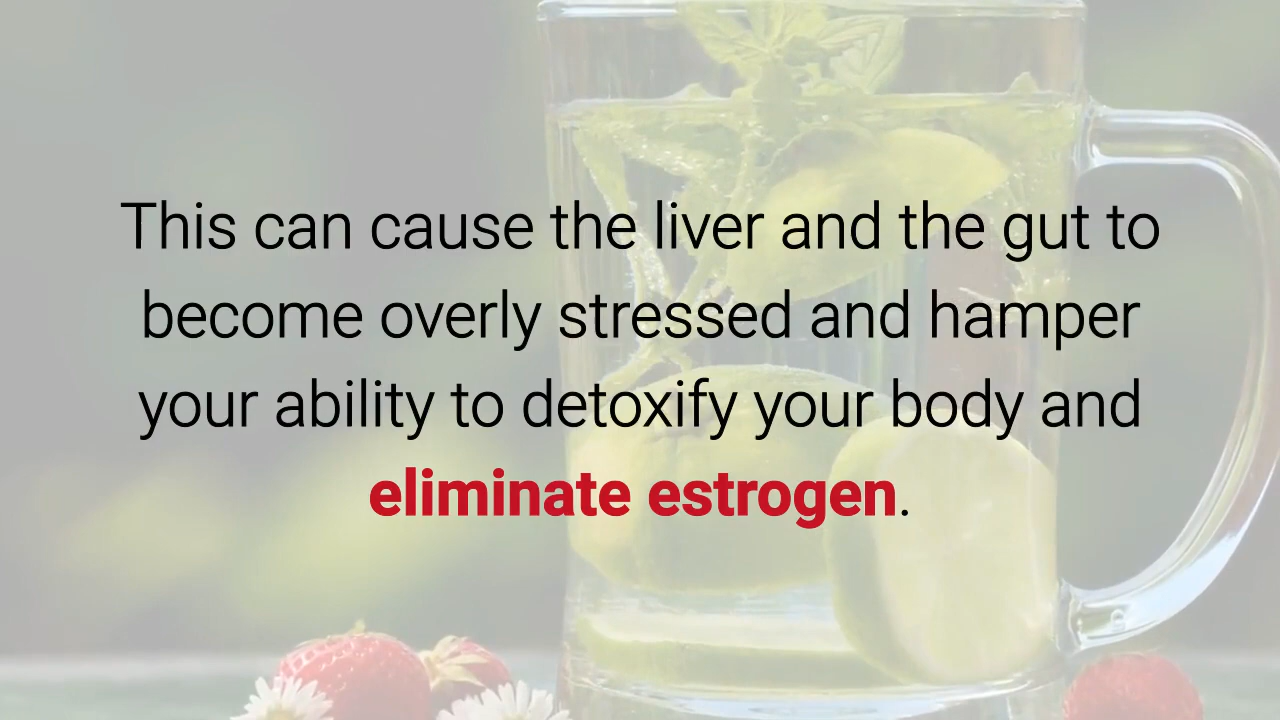 This can cause the liver and the gut to
become overly stressed and hamper
your ability to detoxify your body and
eliminate estrogen.